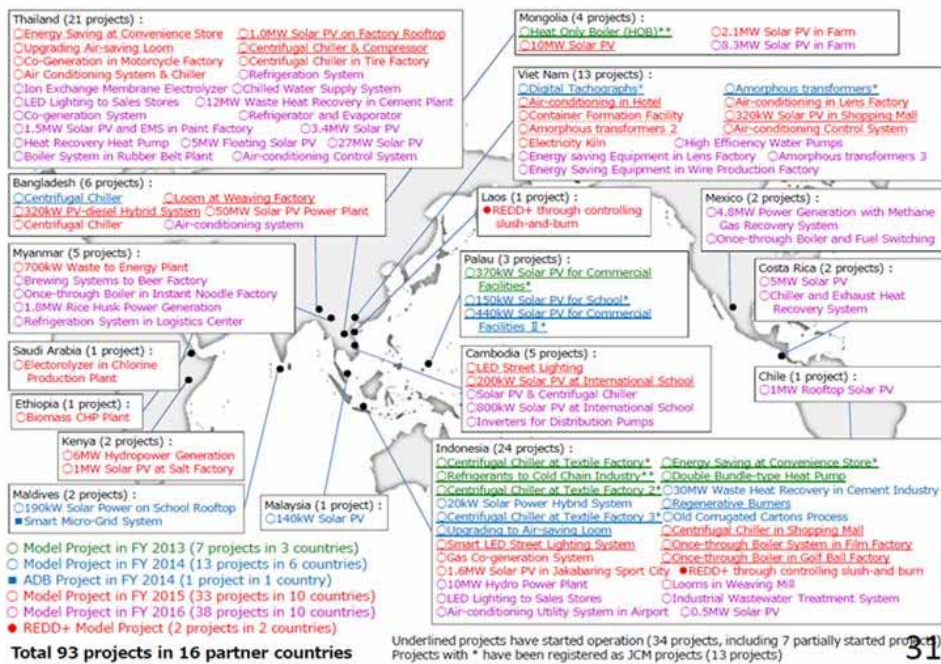 Thailand (21 projects) :
○Energy Saving at Convenience Store ○1.0MW Solar PV on Factory Rooftop
○Upgrading Air-saving Loom ○Centrifugal Chiller & Compressor
○Co-Generation in Motorcycle Factory ○Centrifugal Chiller in Tire Factory
○Air Conditioning System & Chiller ○Refrigeration System
○Ion Exchange Membrane Electrolyzer ○Chilled Water Supply System
○LED Lighting to Sales Stores ○12MW Waste Heat Recovery in Cement Plant
○Co-generation System ○Refrigerator and Evaporator
○1.5MW Solar PV and EMS in Paint Factory ○3.4MW Solar PV
○Heat Recovery Heat Pump ○5MW Floating Solar PV ○27MW Solar PV
○Boiler System in Rubber Belt Plant ○Air-conditioning Control System
Mongolia (4 projects) :
○Heat Only Boiler (HOB)** ○2.1MW Solar PV in Farm
○10MW Solar PV ○8.3MW Solar PV in Farm
Viet Nam (13 projects) :
○Digital Tachographs* ○Amorphous transformers*
○Air-conditioning in Hotel ○Air-conditioning in Lens Factory
○Container Formation Facility ○320kW Solar PV in Shopping Mall
○Amorphous transformers 2 ○Air-conditioning Control System
○Electricity Kiln ○High Efficiency Water Pumps
○Energy saving Equipment in Lens Factory ○Amorphous transformers 3
○Energy Saving Equipment in Wire Production Factory
Bangladesh (6 projects) :
○Centrifugal Chiller ○Loom at Weaving Factory
○320kW PV-diesel Hybrid System ○50MW Solar PV Power Plant
○Centrifugal Chiller ○Air-conditioning system
Laos (1 project) :
●REDD+ through controlling
slush-and-burn
Mexico (2 projects) :
○4.8MW Power Generation with Methane
Gas Recovery System
○Once-through Boiler and Fuel Switching
Myanmar (5 projects) :
○700kW Waste to Energy Plant
○Brewing Systems to Beer Factory
○Once-through Boiler in Instant Noodle Factory
○1.8MW Rice Husk Power Generation
○Refrigeration System in Logistics Center
Palau (3 projects) :
○370kW Solar PV for Commercial
Facilities*
○150kW Solar PV for School*
○440kW Solar PV for Commercial
Facilities Ⅱ*
Costa Rica (2 projects) :
○5MW Solar PV
○Chiller and Exhaust Heat
Recovery System
Saudi Arabia (1 project) :
○Electorolyzer in Chlorine
Production Plant
Cambodia (5 projects) :
○LED Street Lighting
○200kW Solar PV at International School
○Solar PV & Centrifugal Chiller
○800kW Solar PV at International School
○Inverters for Distribution Pumps
Chile (1 project) :
○1MW Rooftop Solar PV
Ethiopia (1 project) :
○Biomass CHP Plant
Kenya (2 projects) :
○6MW Hydropower Generation
○1MW Solar PV at Salt Factory
Maldives (2 projects) :
○190kW Solar Power on School Rooftop
■Smart Micro-Grid System
Malaysia (1 project) :
○140kW Solar PV
Indonesia (24 projects) :
○Centrifugal Chiller at Textile Factory* ○Energy Saving at Convenience Store*
○Refrigerants to Cold Chain Industry** ○Double Bundle-type Heat Pump
○Centrifugal Chiller at Textile Factory 2* ○30MW Waste Heat Recovery in Cement Industry
○20kW Solar Power Hybrid System ○Regenerative Burners
○Centrifugal Chiller at Textile Factory 3* ○Old Corrugated Cartons Process
○Upgrading to Air-saving Loom ○Centrifugal Chiller in Shopping Mall
○Smart LED Street Lighting System ○Once-through Boiler System in Film Factory
○Gas Co-generation System ○Once-through Boiler in Golf Ball Factory
○1.6MW Solar PV in Jakabaring Sport City ●REDD+ through controlling slush-and burn
○10MW Hydro Power Plant ○Looms in Weaving Mill
○LED Lighting to Sales Stores ○Industrial Wastewater Treatment System
○Air-conditioning Utility System in Airport ○0.5MW Solar PV
○ Model Project in FY 2013 (7 projects in 3 countries)
○ Model Project in FY 2014 (13 projects in 6 countries)
■ ADB Project in FY 2014 (1 project in 1 country)
○ Model Project in FY 2015 (33 projects in 10 countries)
○ Model Project in FY 2016 (38 projects in 10 countries)
● REDD+ Model Project (2 projects in 2 countries)
Total 93 projects in 16 partner countries
Underlined projects have started operation (34 projects, including 7 partially started projects)
Projects with * have been registered as JCM projects (13 projects)
31